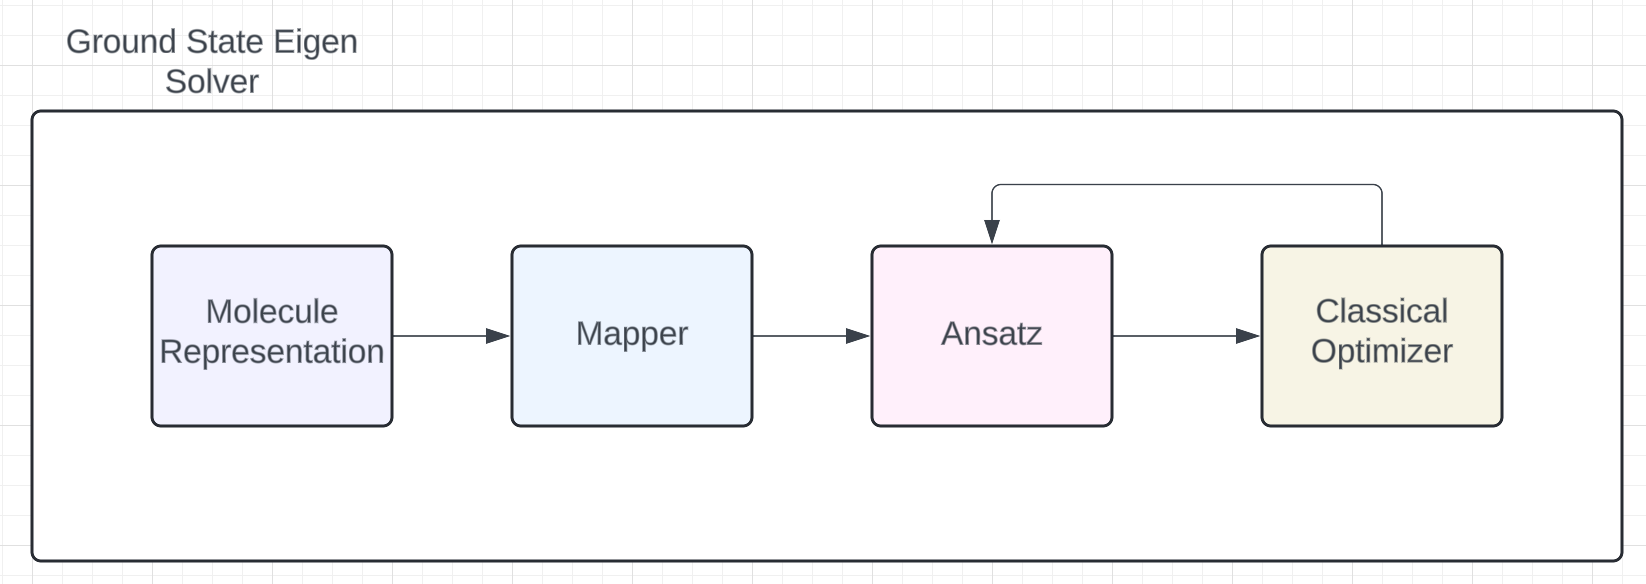 Ground State Eigen
Solver
Molecule
Representation
Mapper
Ansatz
Classical
Optimizer